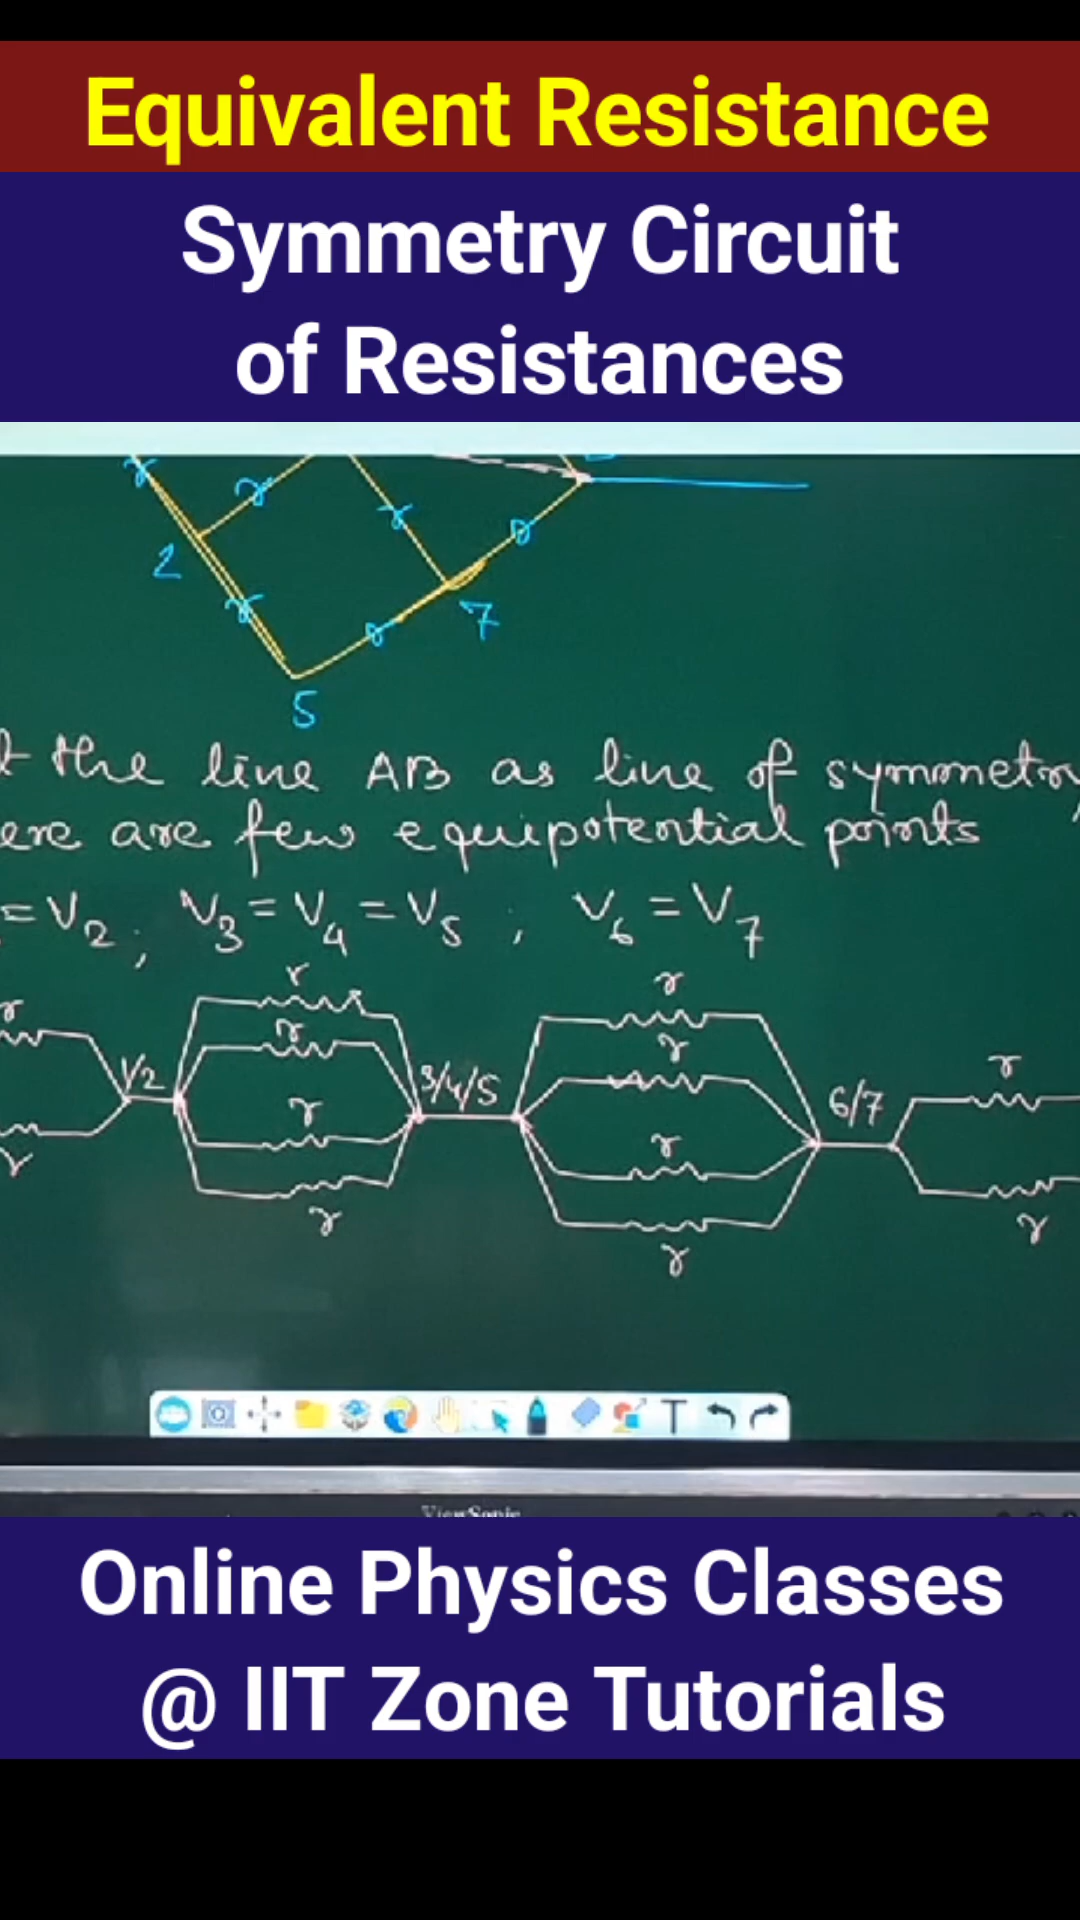 Equivalent Resistance
Symmetry Circuit
of Resistances
r
r
r
r
2
r
r
7
r
5
the line AB as line of symmetry
ere are few equipotential points
= V2 ; V3 = V4 = V5 ; V6 = V7
r
r
r
r
r
1/2
3/4/5
6/7
r
r
r
r
r
r
r
r
Online Physics Classes
@ IIT Zone Tutorials